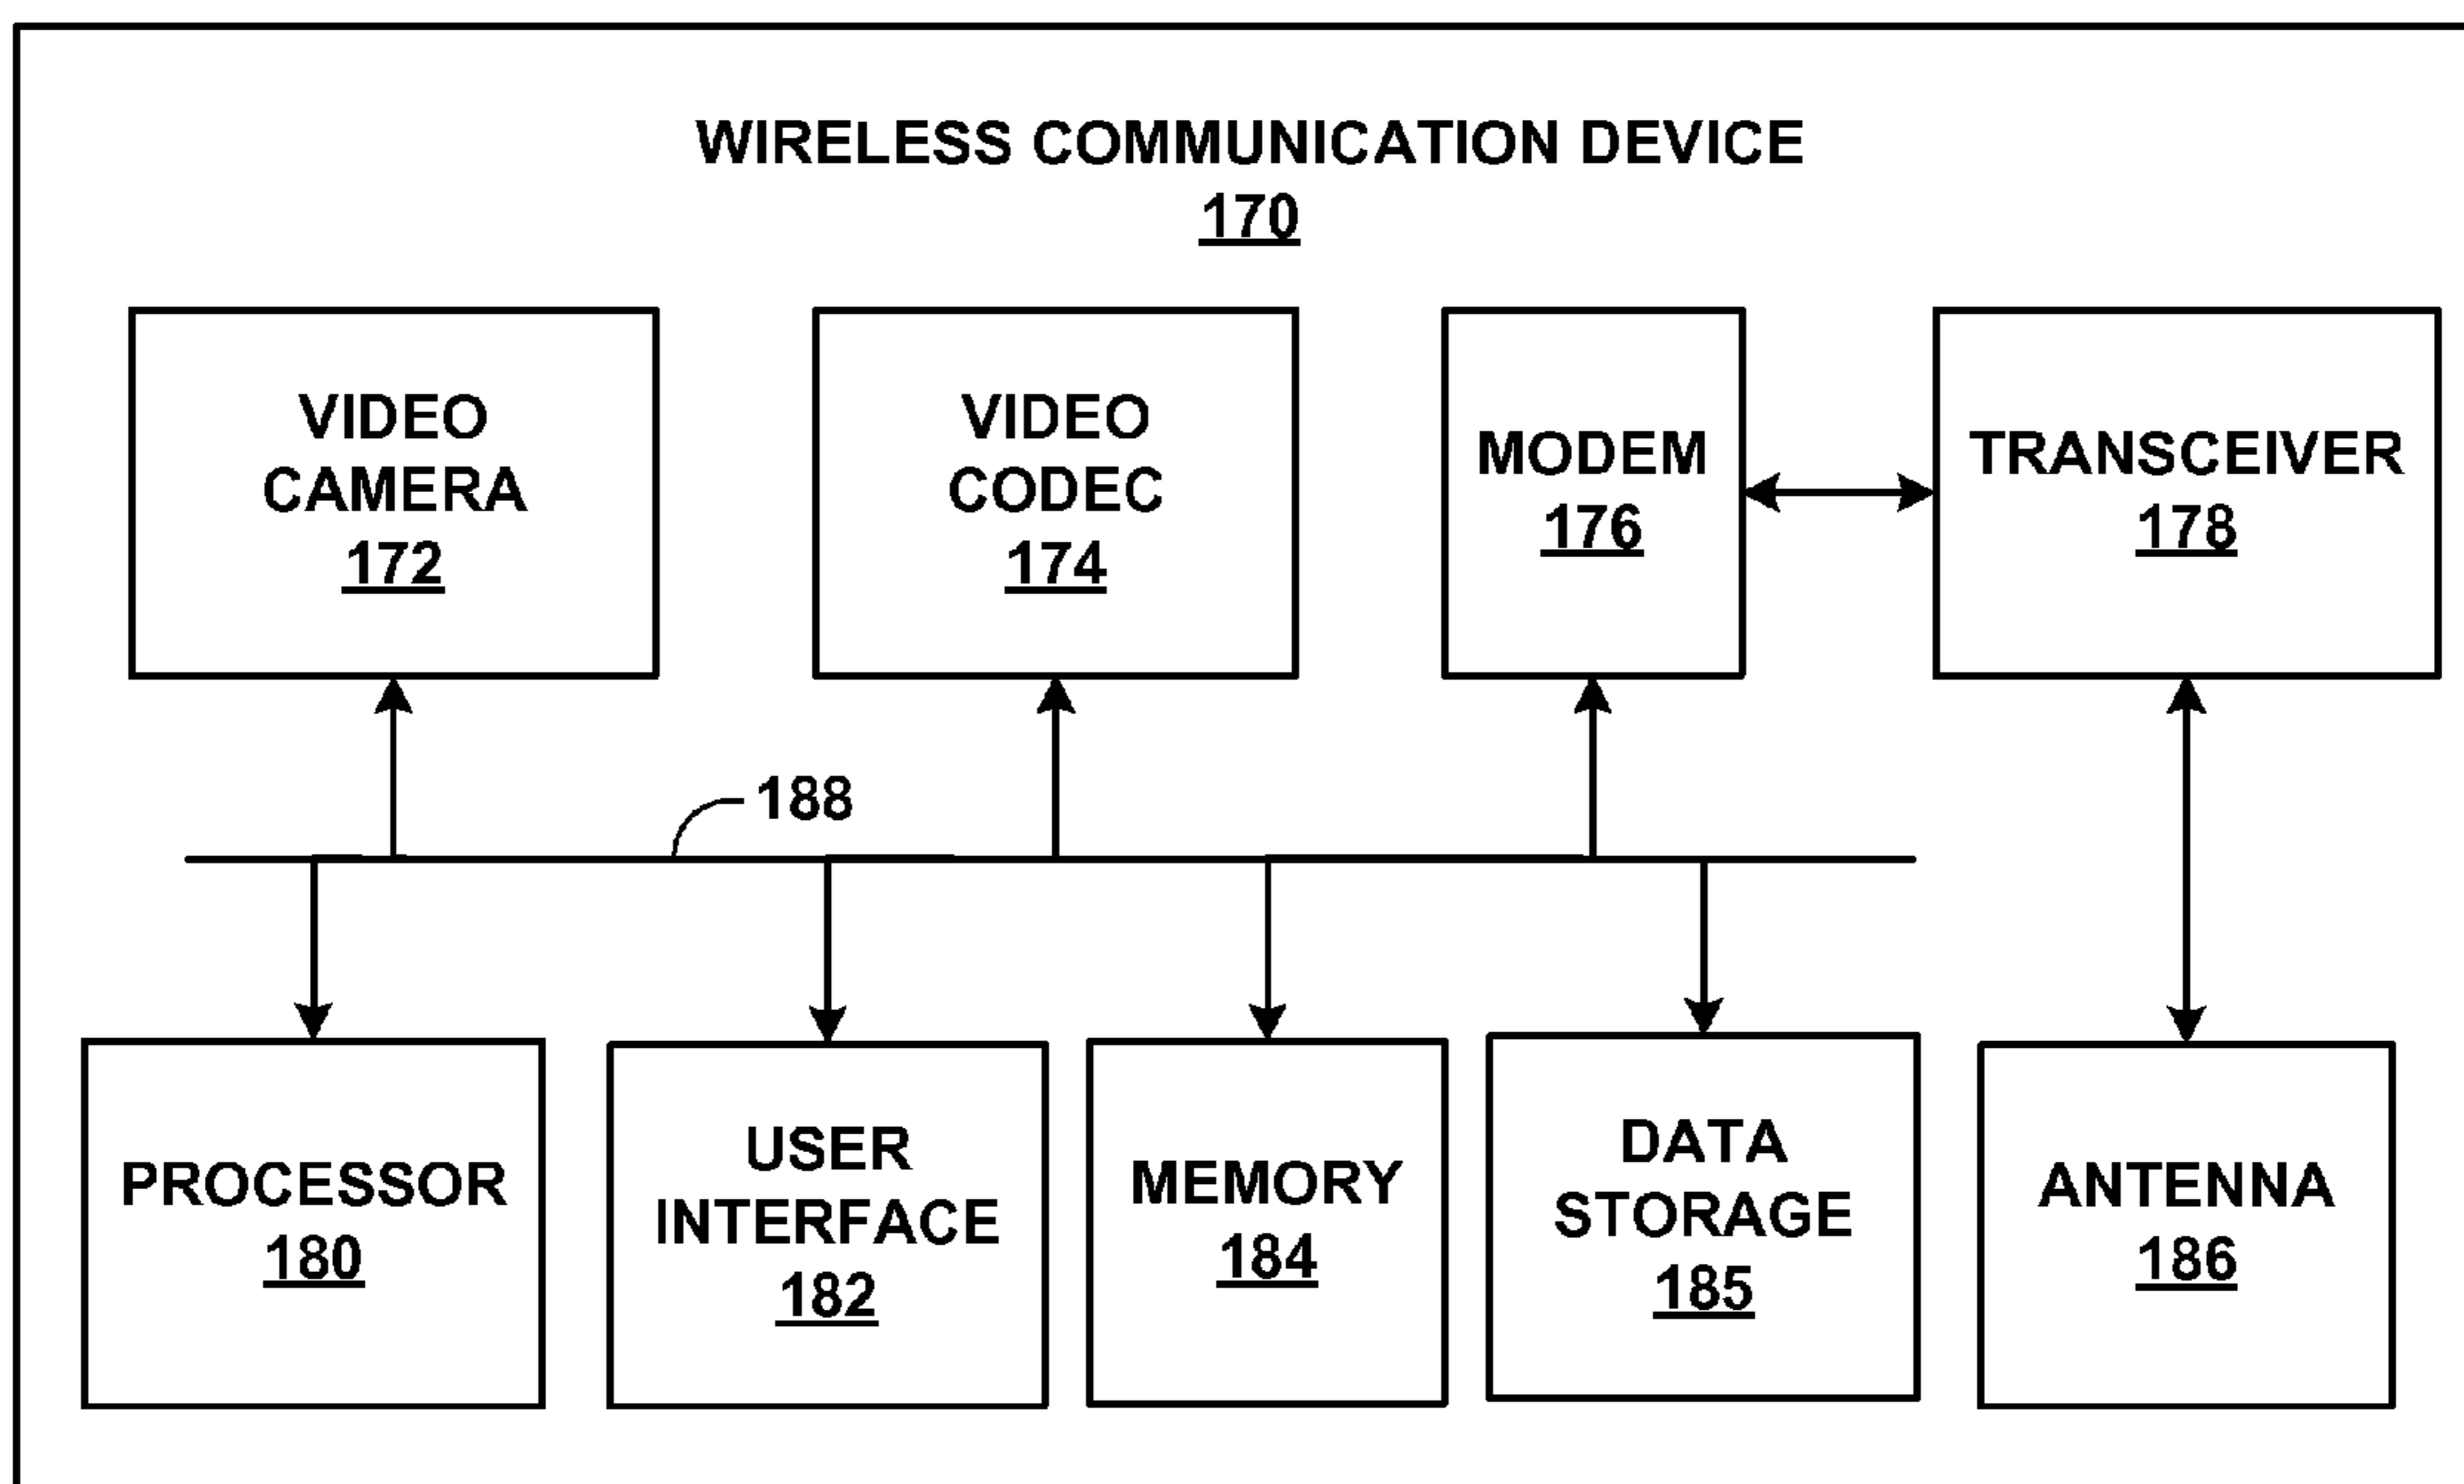 WIRELESS COMMUNICATION DEVICE
170
VIDEO
CAMERA
172
VIDEO
CODEC
174
MODEM
176
TRANSCEIVER
178
188
PROCESSOR
180
USER
INTERFACE
182
MEMORY
184
DATA
STORAGE
185
ANTENNA
186